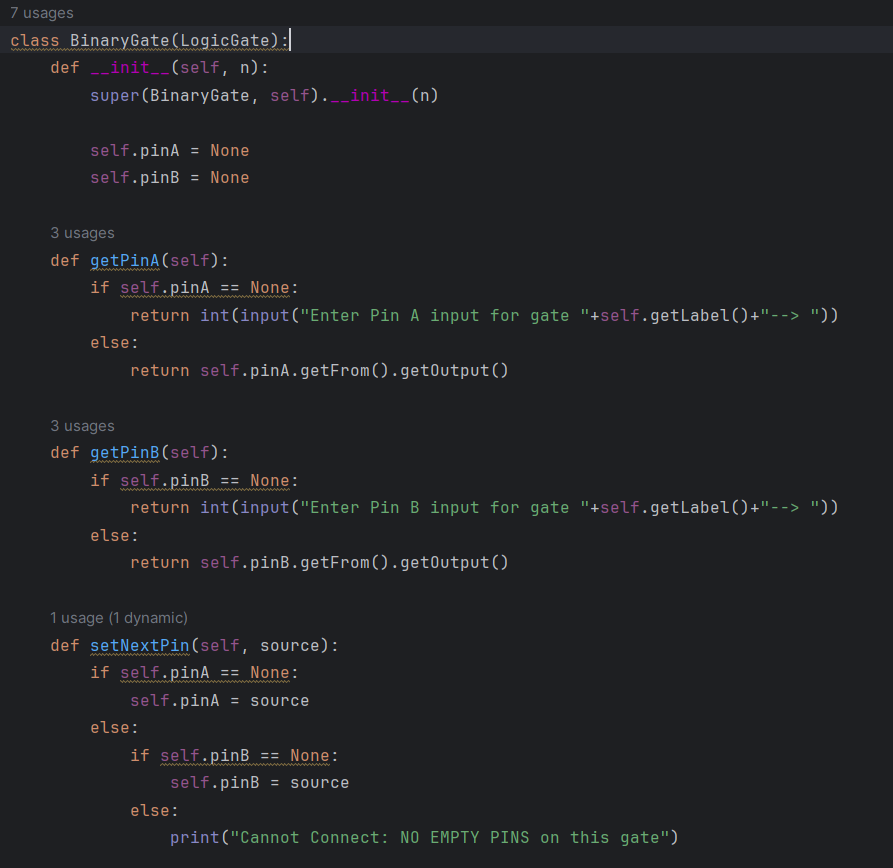 7 usages
class BinaryGate(LogicGate):
    def __init__(self, n):
        super(BinaryGate, self).__init__(n)

        self.pinA = None
        self.pinB = None

    3 usages
    def getPinA(self):
        if self.pinA == None:
            return int(input("Enter Pin A input for gate "+self.getLabel()+"--> "))
        else:
            return self.pinA.getFrom().getOutput()

    3 usages
    def getPinB(self):
        if self.pinB == None:
            return int(input("Enter Pin B input for gate "+self.getLabel()+"--> "))
        else:
            return self.pinB.getFrom().getOutput()

    1 usage (1 dynamic)
    def setNextPin(self, source):
        if self.pinA == None:
            self.pinA = source
        else:
            if self.pinB == None:
                self.pinB = source
            else:
                print("Cannot Connect: NO EMPTY PINS on this gate")